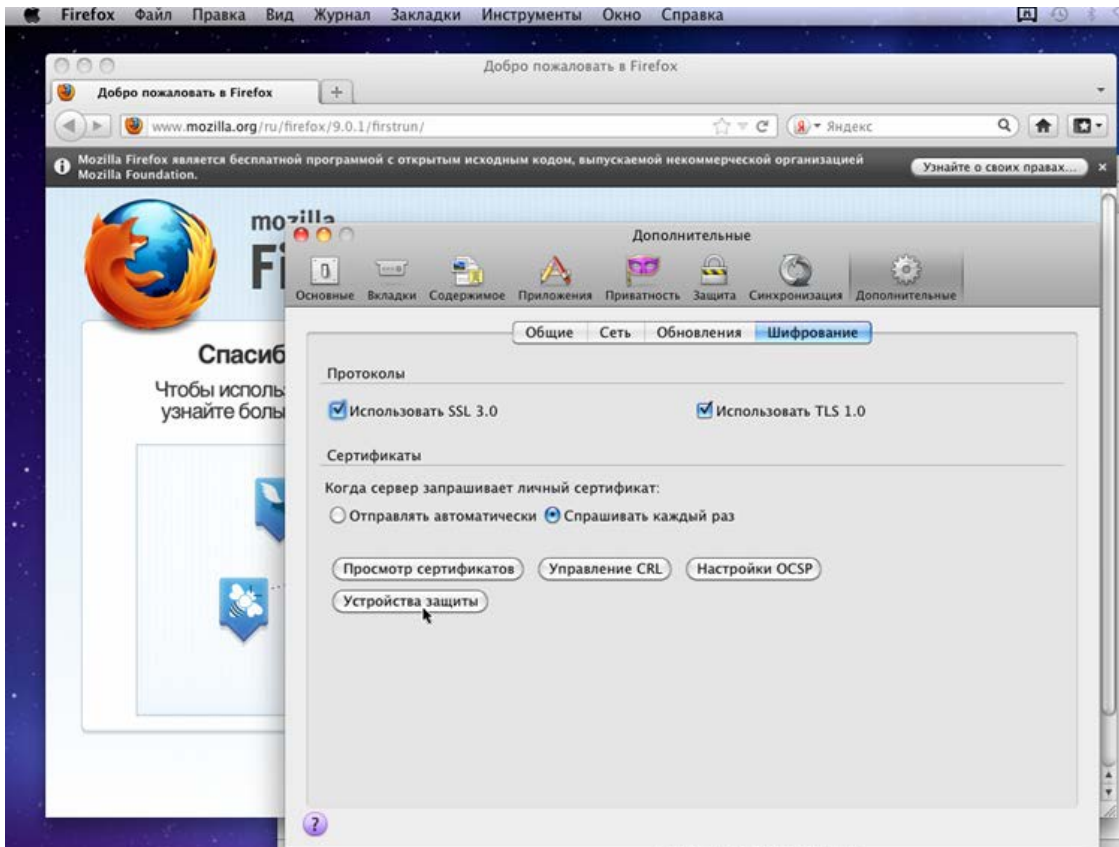 Firefox Файл Правка Вид Журнал Закладки Инструменты Окно Справка
Добро пожаловать в Firefox
Добро пожаловать в Firefox +
www.mozilla.org/ru/firefox/9.0.1/firstrun/ Яндекс
Mozilla Firefox является бесплатной программой с открытым исходным кодом, выпускаемой некоммерческой организацией
Mozilla Foundation.
Узнайте о своих правах...
mozilla
Fi
Спасиб
Чтобы исполь
узнайте боль
Дополнительные
Основные Вкладки Содержимое Приложения Приватность Защита Синхронизация Дополнительные
Общие Сеть Обновления Шифрование
Протоколы
Использовать SSL 3.0 Использовать TLS 1.0
Сертификаты
Когда сервер запрашивает личный сертификат:
Отправлять автоматически Спрашивать каждый раз
Просмотр сертификатов Управление CRL Настройки OCSP
Устройства защиты
?